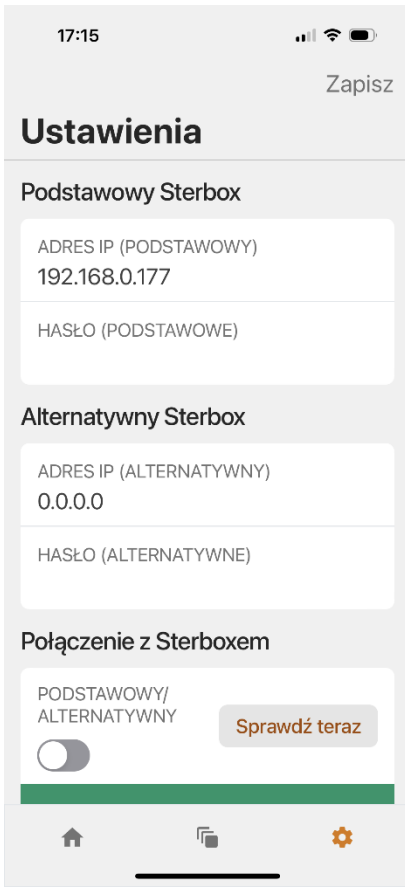 17:15
Zapisz
Ustawienia
Podstawowy Sterbox
ADRES IP (PODSTAWOWY)
192.168.0.177
HASŁO (PODSTAWOWE)
Alternatywny Sterbox
ADRES IP (ALTERNATYWNY)
0.0.0.0
HASŁO (ALTERNATYWNE)
Połączenie z Sterboxem
PODSTAWOWY/
ALTERNATYWNY
Sprawdź teraz